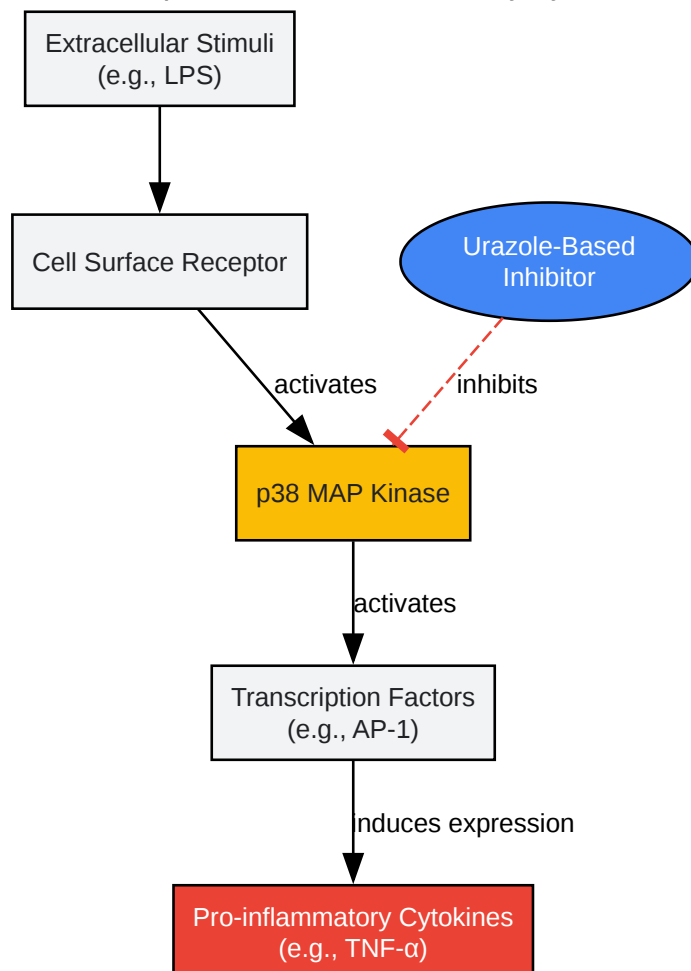 Extracellular Stimuli
(e.g., LPS)
Cell Surface Receptor
Urazole-Based
Inhibitor
activates
inhibits
p38 MAP Kinase
activates
Transcription Factors
(e.g., AP-1)
induces expression
Pro-inflammatory Cytokines
(e.g., TNF-α)